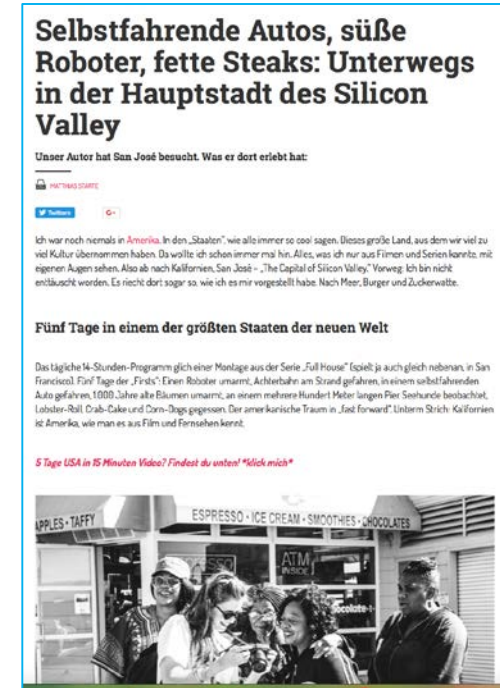 Selbstfahrende Autos, süße
Roboter, fette Steaks: Unterwegs
in der Hauptstadt des Silicon
Valley
Unser Autor hat San José besucht. Was er dort erlebt hat:
MATTHIAS STARTE
Twittern
G+
Ich war noch niemals in Amerika. In den „Staaten", wie alle immer so cool sagen. Dieses große Land, aus dem wir viel zu
viel Kultur übernommen haben. Da wollte ich schon immer mal hin. Alles, was ich nur aus Filmen und Serien kannte, mit
eigenen Augen sehen. Also ab nach Kalifornien, San José – „The Capital of Silicon Valley." Vorweg: Ich bin nicht
enttäuscht worden. Es riecht dort sogar so, wie ich es mir vorgestellt habe. Nach Meer, Burger und Zuckerwatte.
Fünf Tage in einem der größten Staaten der neuen Welt
Das tägliche 14-Stunden-Programm glich einer Montage aus der Serie „Full House" (spielt ja auch gleich nebenan, in San
Francisco). Fünf Tage der „Firsts": Einen Roboter umarmt, Achterbahn am Strand gefahren, in einem selbstfahrenden
Auto gefahren, 1.000 Jahre alte Bäumen umarmt, an einem mehrere Hundert Meter langen Pier Seehunde beobachtet,
Lobster-Roll, Crab-Cake und Corn-Dogs gegessen. Der amerikanische Traum in „fast forward". Unterm Strich: Kalifornien
ist Amerika, wie man es aus Film und Fernsehen kennt.
5 Tage USA in 15 Minuten Video? Findest du unten! *klick mich*
APPLES • TAFFY
ESPRESSO • ICE CREAM • SMOOTHIES • CHOCOLATES
ATM
INSIDE